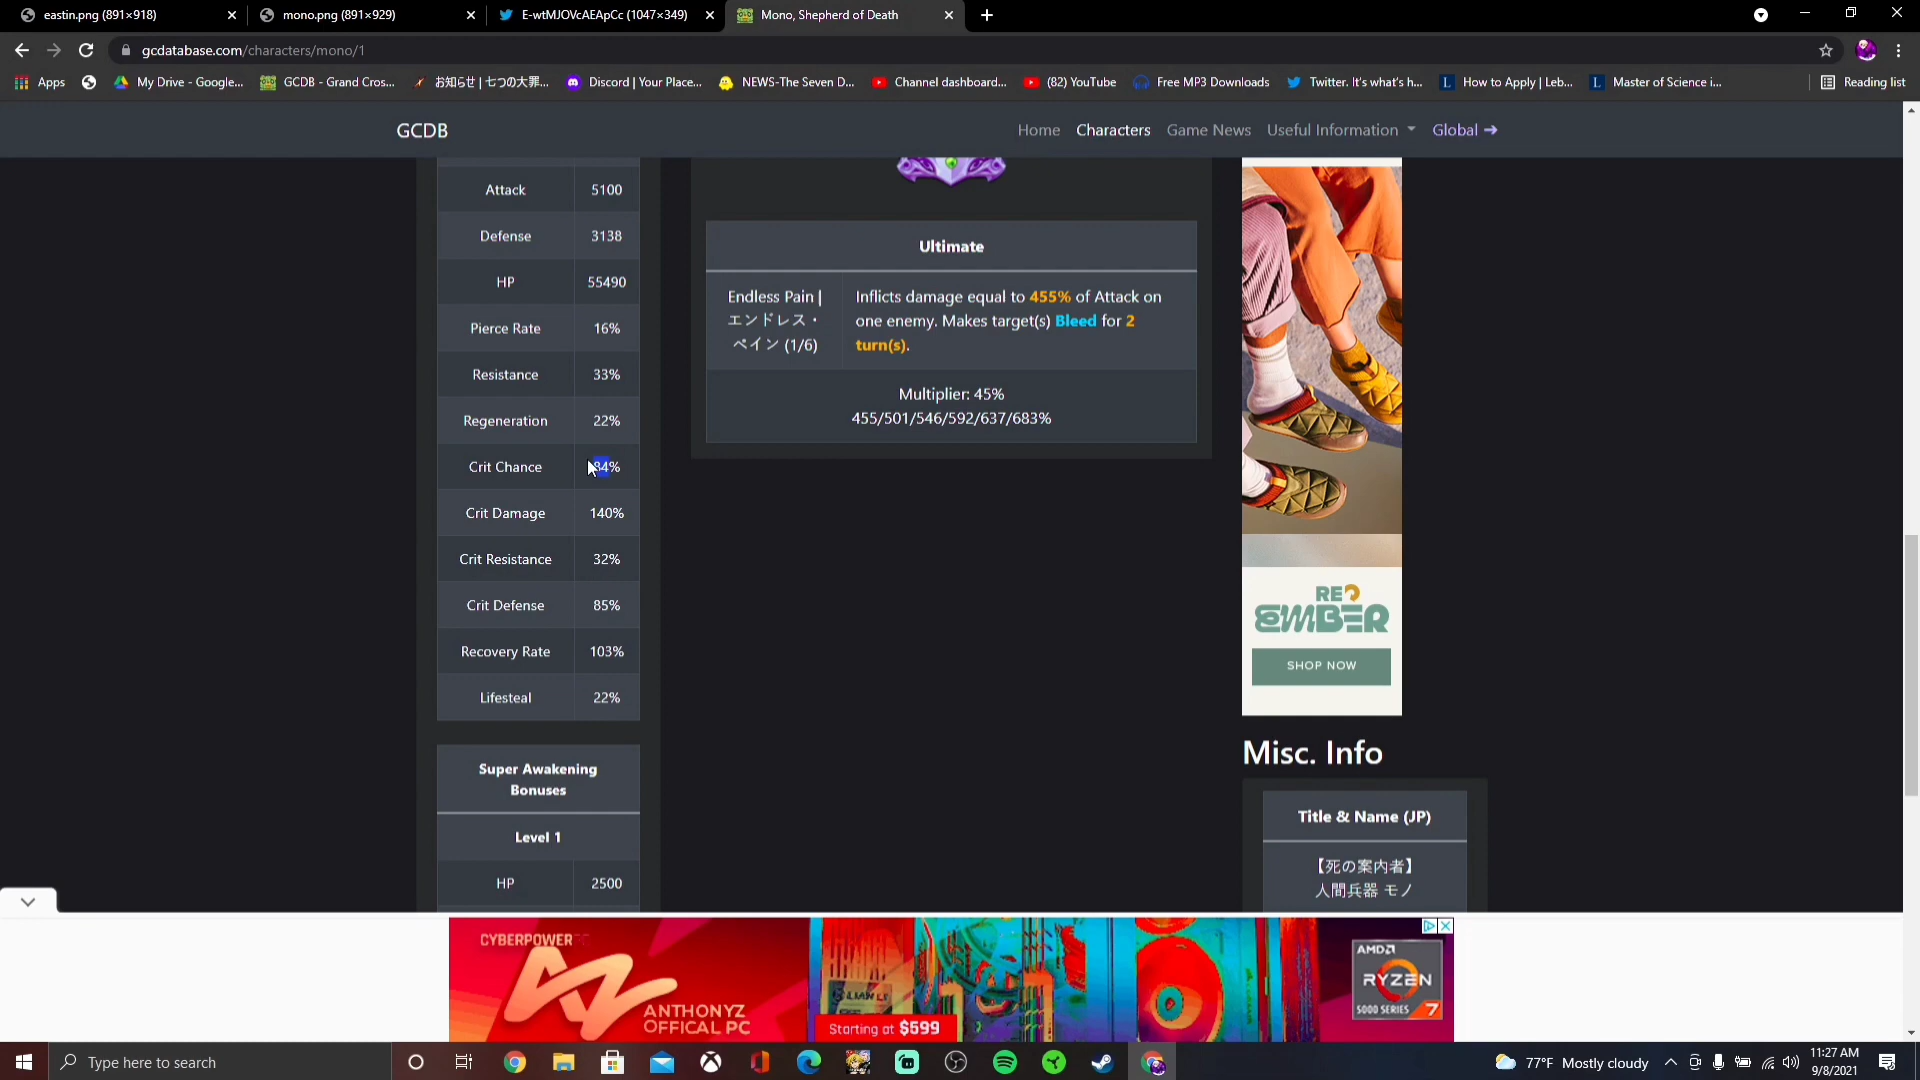 eastin.png (891×918)
mono.png (891×929)
E-wtMJOVcAEApCc (1047×349)
Mono, Shepherd of Death
gcdatabase.com/characters/mono/1
Apps
My Drive - Google...
GCDB - Grand Cros...
お知らせ | 七つの大罪...
Discord | Your Place...
NEWS-The Seven D...
Channel dashboard...
(82) YouTube
Free MP3 Downloads
Twitter. It's what's h...
How to Apply | Leb...
Master of Science i...
Reading list
GCDB
Home
Characters
Game News
Useful Information
Global
Attack 5100
Defense 3138
HP 55490
Pierce Rate 16%
Resistance 33%
Regeneration 22%
Crit Chance 84%
Crit Damage 140%
Crit Resistance 32%
Crit Defense 85%
Recovery Rate 103%
Lifesteal 22%
Super Awakening
Bonuses
Level 1
HP 2500
Ultimate
Endless Pain |
エンドレス・
ペイン (1/6)
Inflicts damage equal to 455% of Attack on
one enemy. Makes target(s) Bleed for 2
turn(s).
Multiplier: 45%
455/501/546/592/637/683%
RE
EMBER
SHOP NOW
Misc. Info
Title & Name (JP)
【死の案内者】
人間兵器 モノ
CYBERPOWER
ANTHONYZ
OFFICAL PC
LIAN LI
Starting at $599
AMD
RYZEN
5000 SERIES 7
Type here to search
77°F Mostly cloudy
11:27 AM
9/8/2021